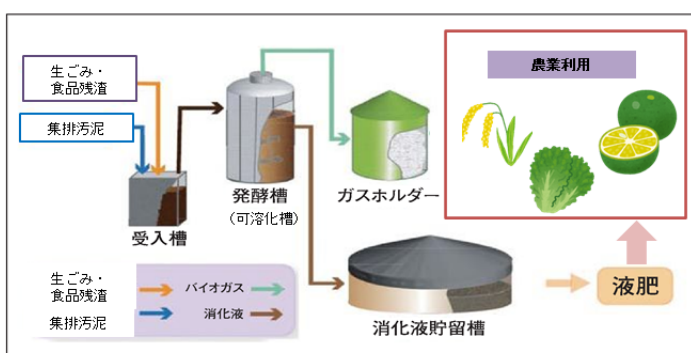 生ごみ・
食品残渣
集排汚泥
受入槽
発酵槽
(可溶化槽)
ガスホルダー
農業利用
消化液貯留槽
液肥
生ごみ・
食品残渣
バイオガス
集排汚泥
消化液